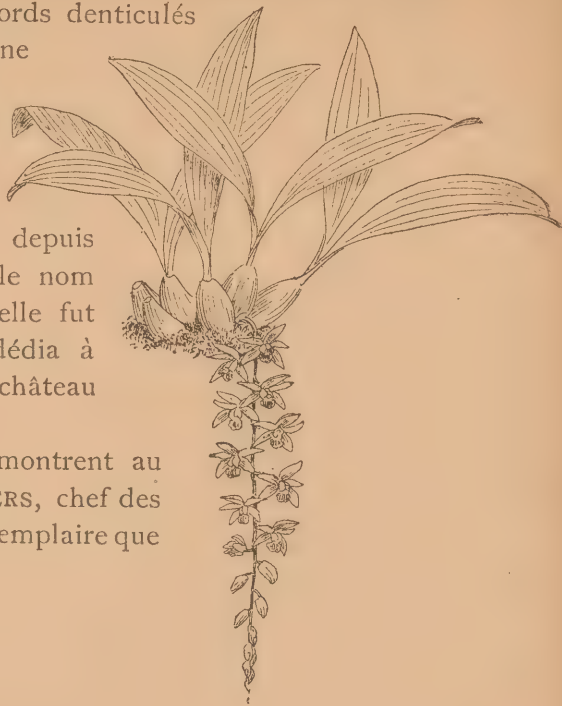 ords denticulés
ne
depuis
le nom
elle fut
lédia à
château
montrent au
ERS, chef des
emplaire que